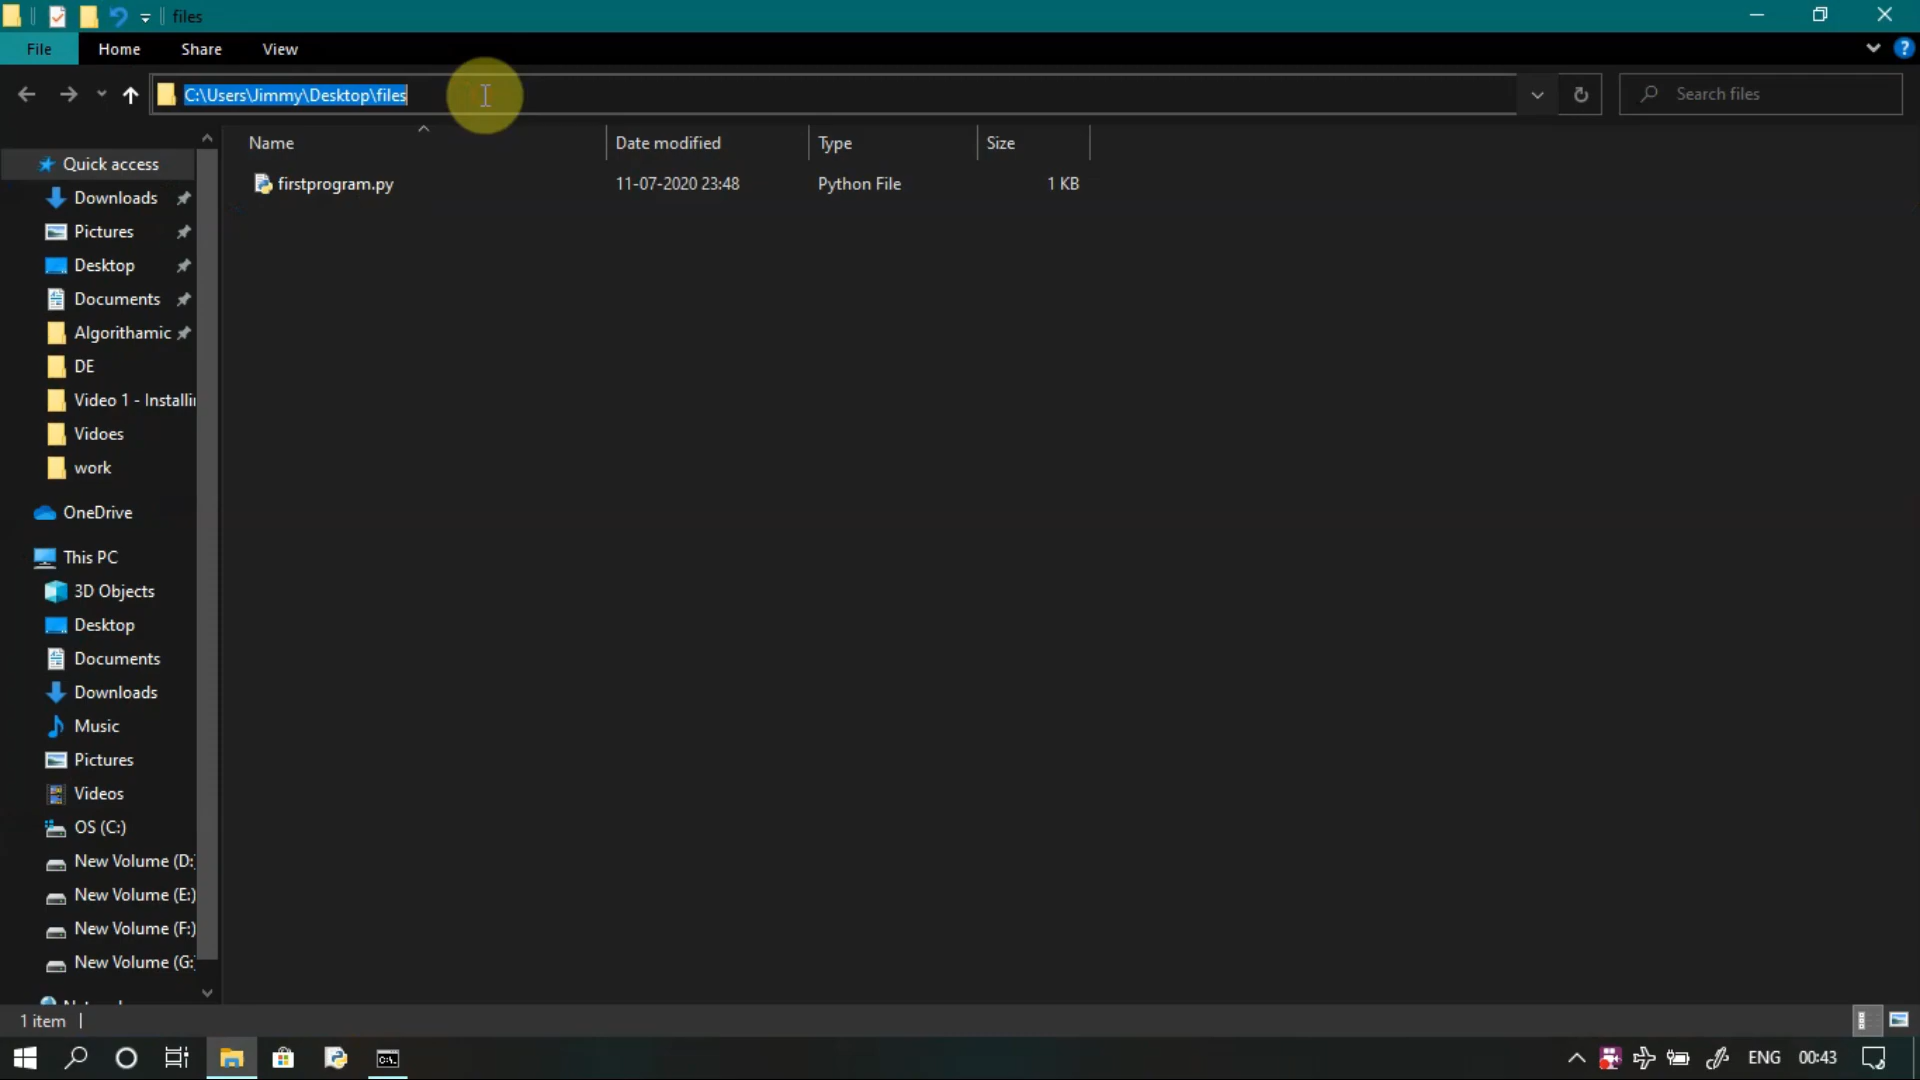 files
File Home Share View
C:\Users\Jimmy\Desktop\files
Search files
Name Date modified Type Size
firstprogram.py 11-07-2020 23:48 Python File 1 KB
Quick access
Downloads
Pictures
Desktop
Documents
Algorithamic
DE
Video 1 - Installi
Vidoes
work
OneDrive
This PC
3D Objects
Desktop
Documents
Downloads
Music
Pictures
Videos
OS (C:)
New Volume (D:
New Volume (E:)
New Volume (F:)
New Volume (G:
1 item
ENG 00:43